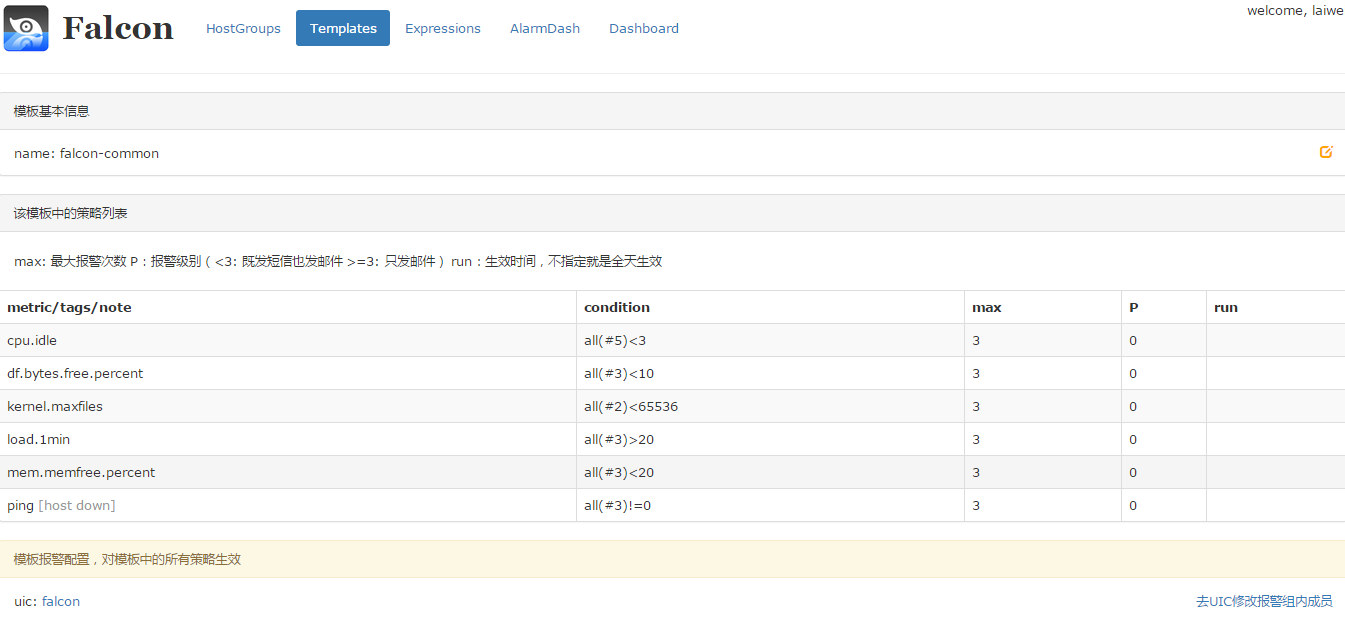 welcome, laiwe
Falcon HostGroups Templates Expressions AlarmDash Dashboard
模板基本信息
name: falcon-common
该模板中的策略列表
max: 最大报警次数 P：报警级别（<3: 既发短信也发邮件 >=3: 只发邮件）run：生效时间，不指定就是全天生效
metric/tags/note condition max P run
cpu.idle all(#5)<3 3 0
df.bytes.free.percent all(#3)<10 3 0
kernel.maxfiles all(#2)<65536 3 0
load.1min all(#3)>20 3 0
mem.memfree.percent all(#3)<20 3 0
ping [host down] all(#3)!=0 3 0
模板报警配置，对模板中的所有策略生效
uic: falcon 去UIC修改报警组内成员